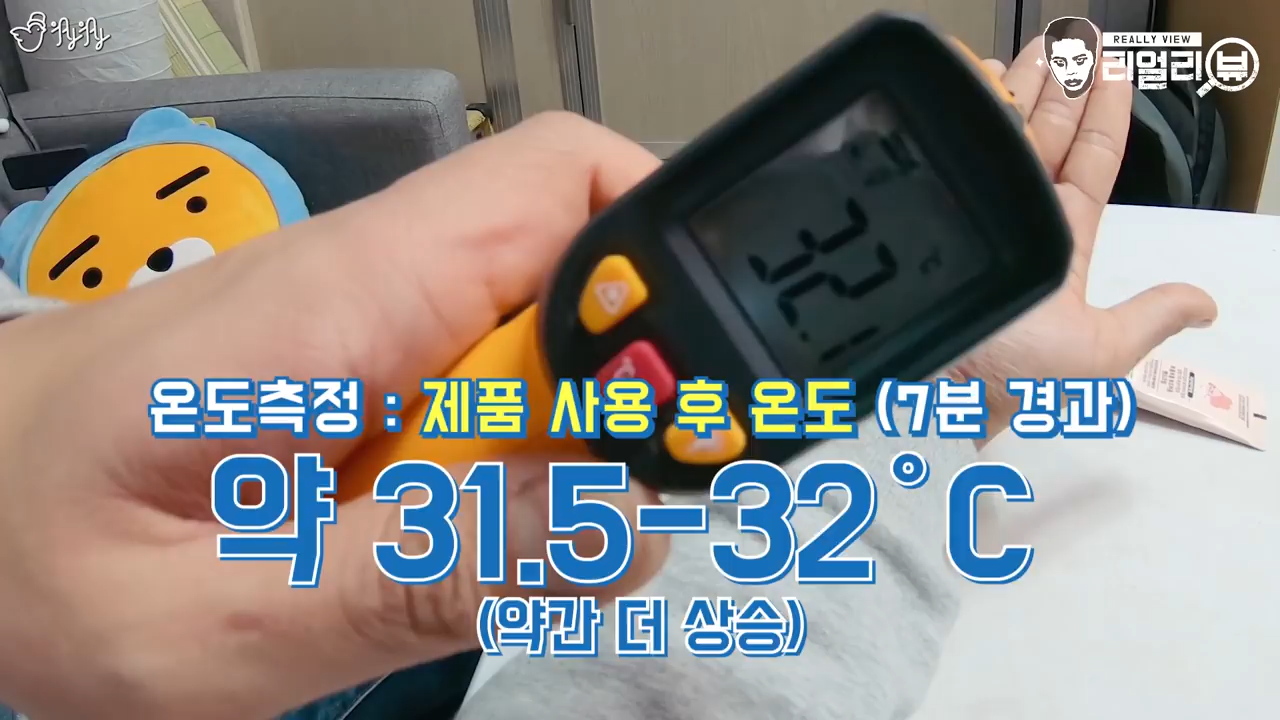 REALLY VIEW
리얼리뷰
32.1
°C
온도측정 : 제품 사용 후 온도 (7분 경과)
약 31.5-32°C
(약간 더 상승)